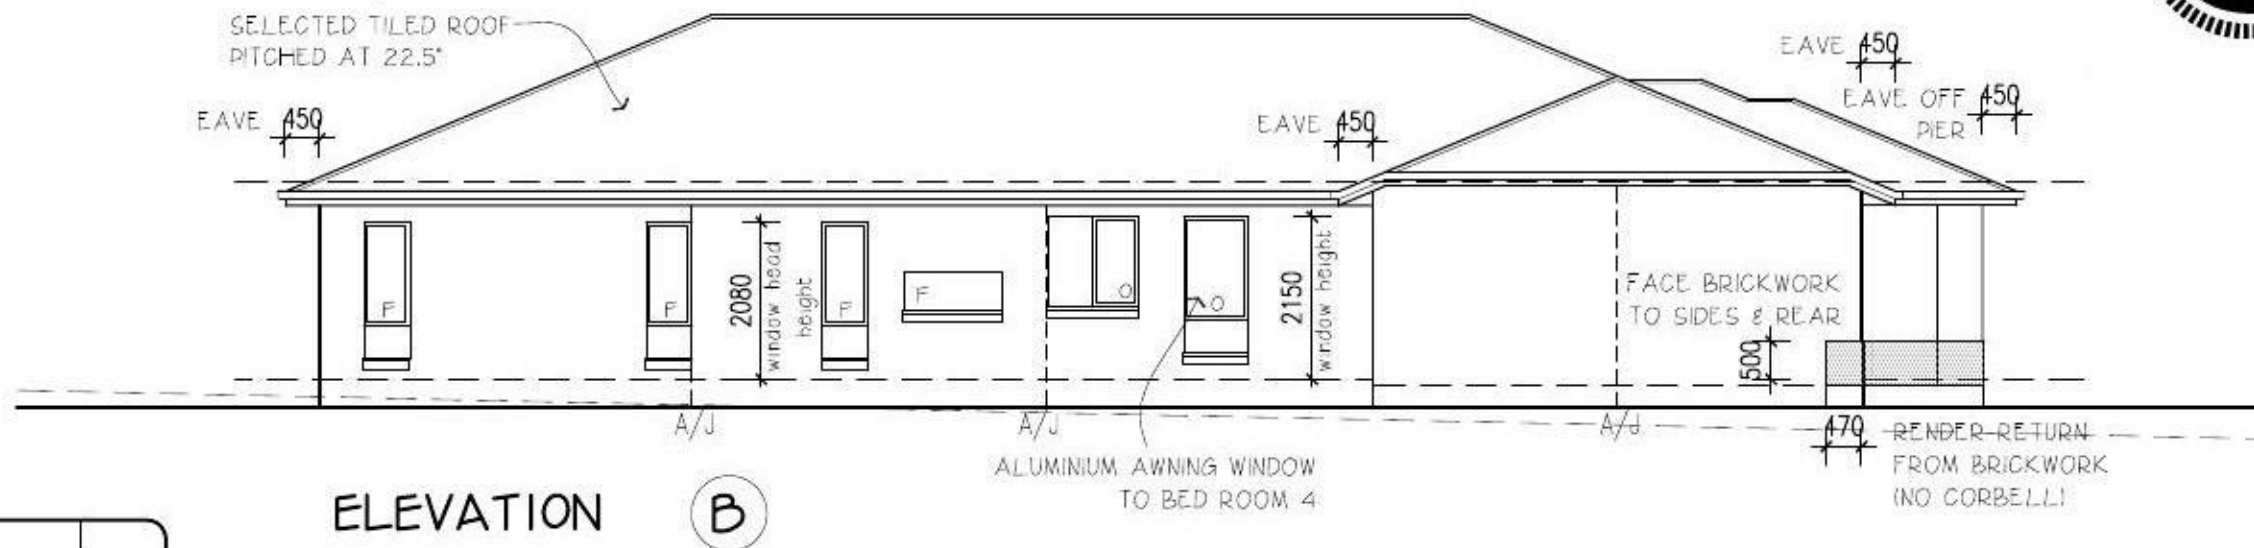 SELECTED TILED ROOF
PITCHED AT 22.5°
EAVE 450
EAVE 450
EAVE 450
EAVE OFF 450
PIER
F
F
2080
window head
height
F
F
O
O
2150
window height
FACE BRICKWORK
TO SIDES & REAR
500
A/J
A/J
A/J
470 RENDER RETURN
FROM BRICKWORK
(NO CORBELL)
ALUMINIUM AWNING WINDOW
TO BED ROOM 4
ELEVATION B